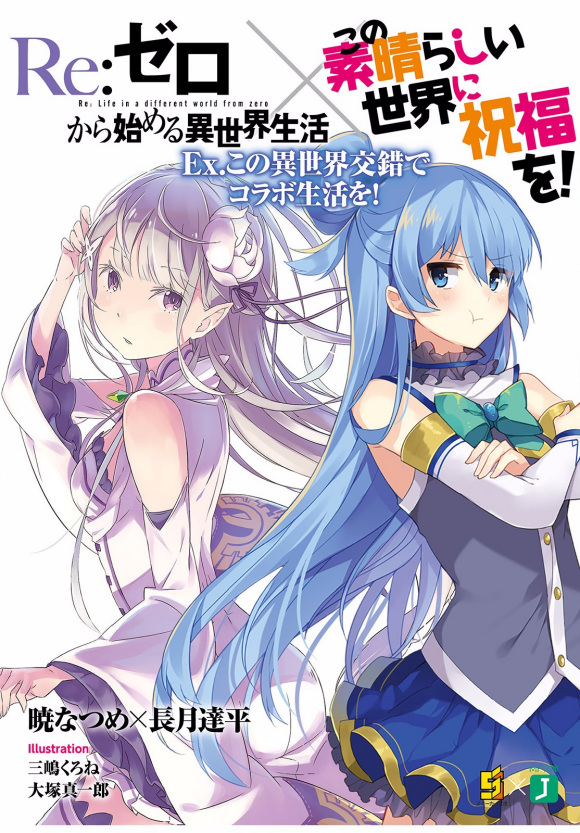 Re:ゼロ
Re: Life in a different world from zero
から始める異世界生活
×
この
素晴らしい
世界に
祝福
を!
Ex.この異世界交錯で
コラボ生活を!
暁なつめ×長月達平
Illustration
三嶋くろね
大塚真一郎
× J